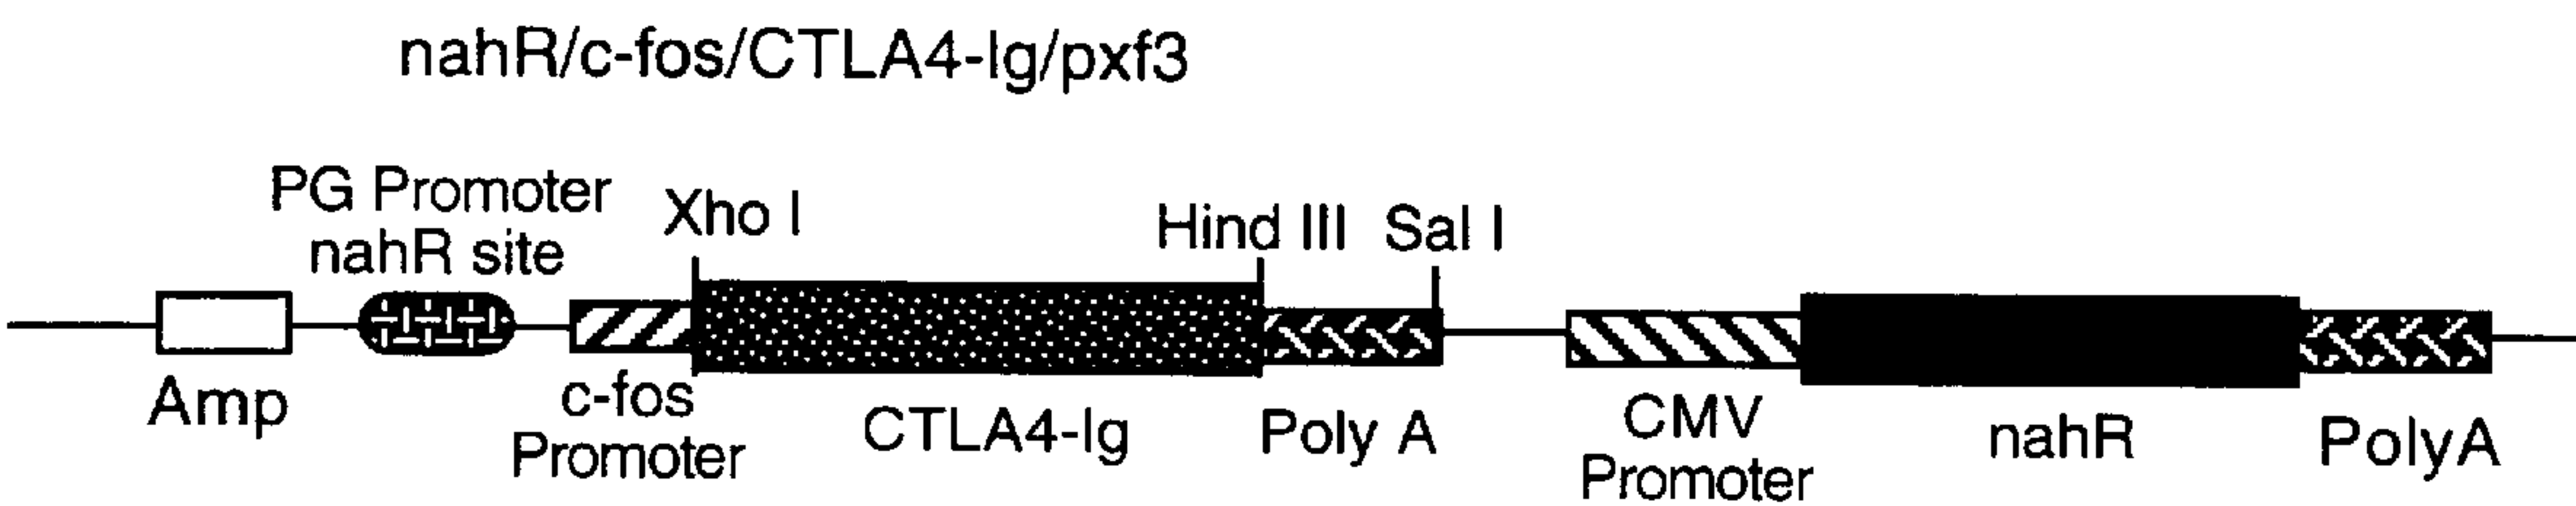 nahR/c-fos/CTLA4-Ig/pxf3
PG Promoter
nahR site
Xho I
Hind III
Sal I
Amp
c-fos
Promoter
CTLA4-Ig
Poly A
CMV
Promoter
nahR
PolyA